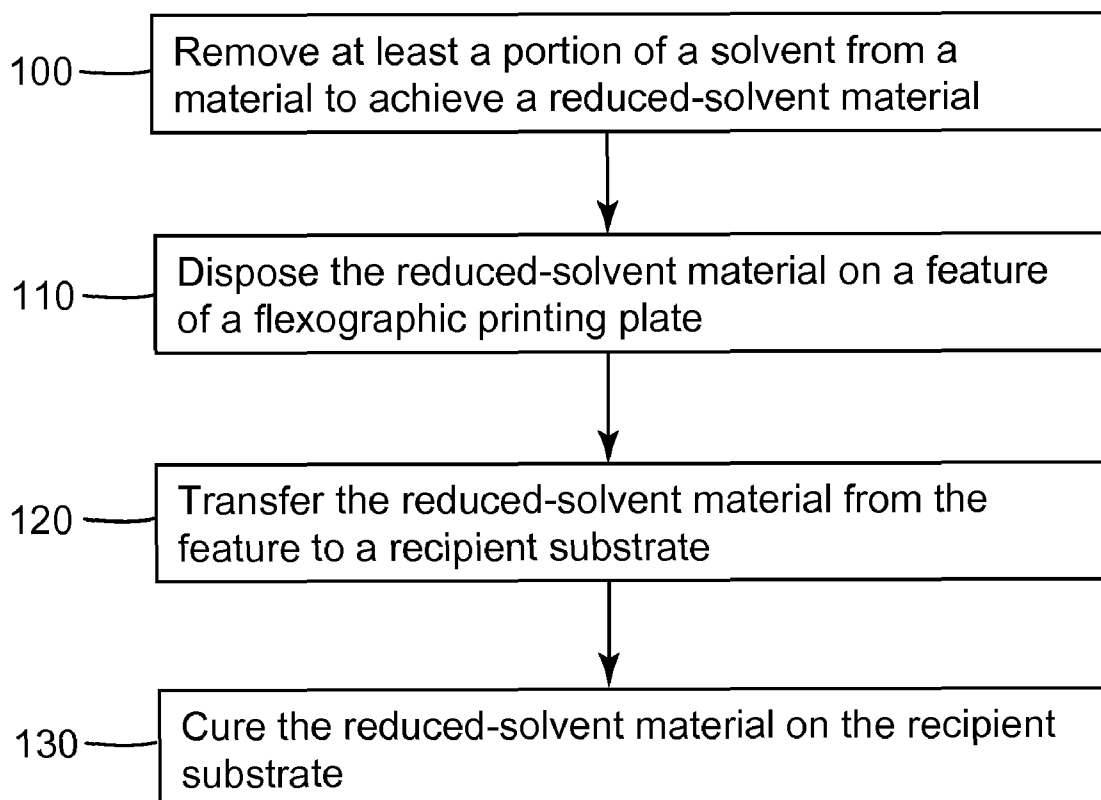 100
Remove at least a portion of a solvent from a
material to achieve a reduced-solvent material
110
Dispose the reduced-solvent material on a feature
of a flexographic printing plate
120
Transfer the reduced-solvent material from the
feature to a recipient substrate
130
Cure the reduced-solvent material on the recipient
substrate